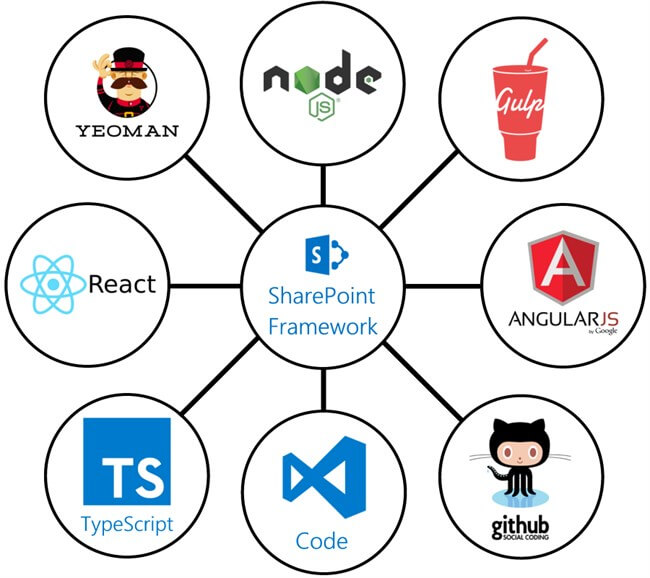 YEOMAN
node
JS
®
Gulp
React
S
SharePoint
Framework
A
ANGULARJS
by Google
TS
TypeScript
Code
github
SOCIAL CODING